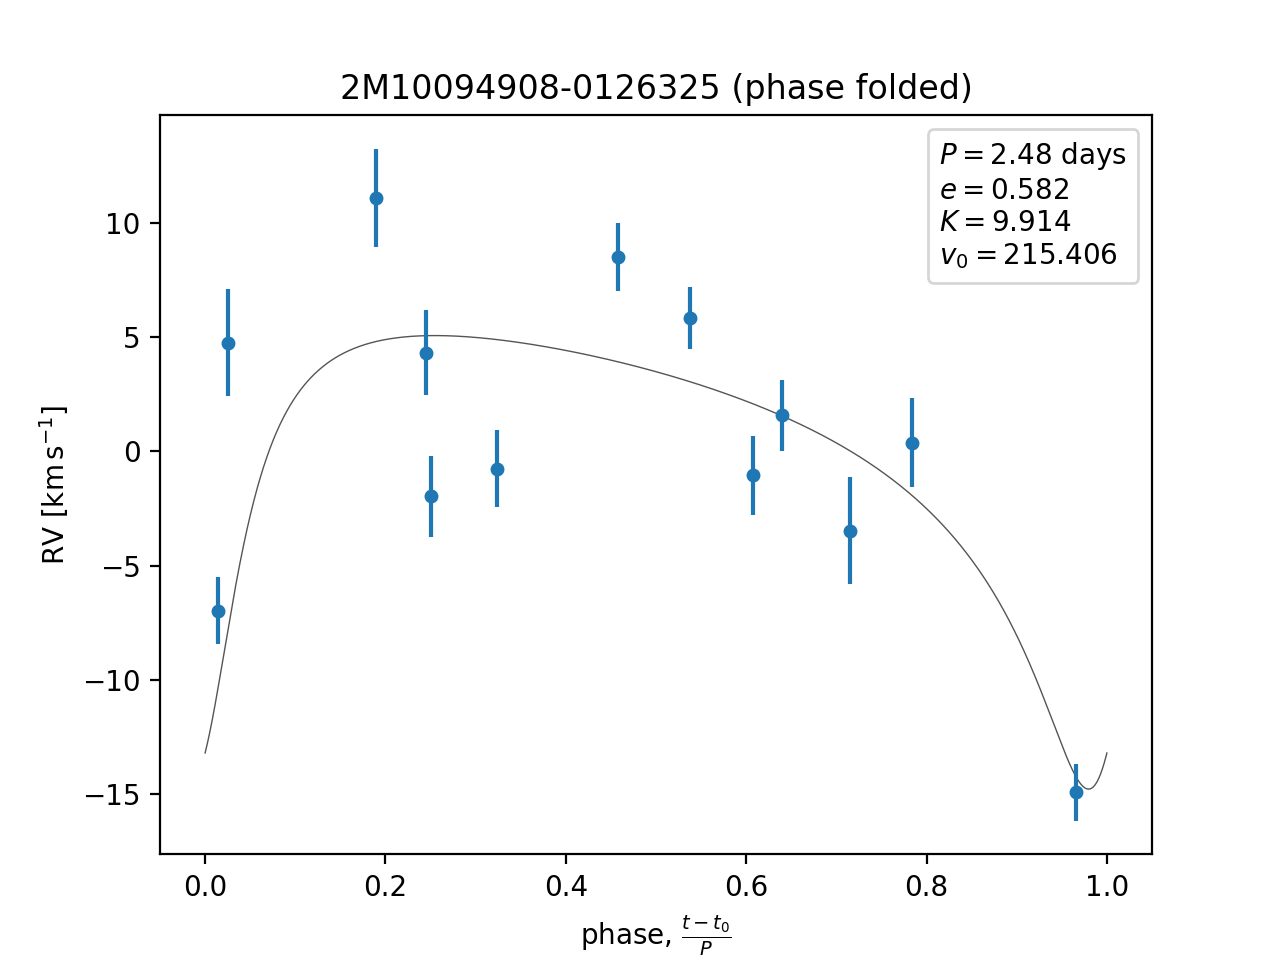 2M10094908-0126325 (phase folded)
P = 2.48 days
e = 0.582
K = 9.914
v₀ = 215.406
10
5
0
−5
−10
−15
RV [km s⁻¹]
0.0 0.2 0.4 0.6 0.8 1.0
phase, (t − t₀)/P